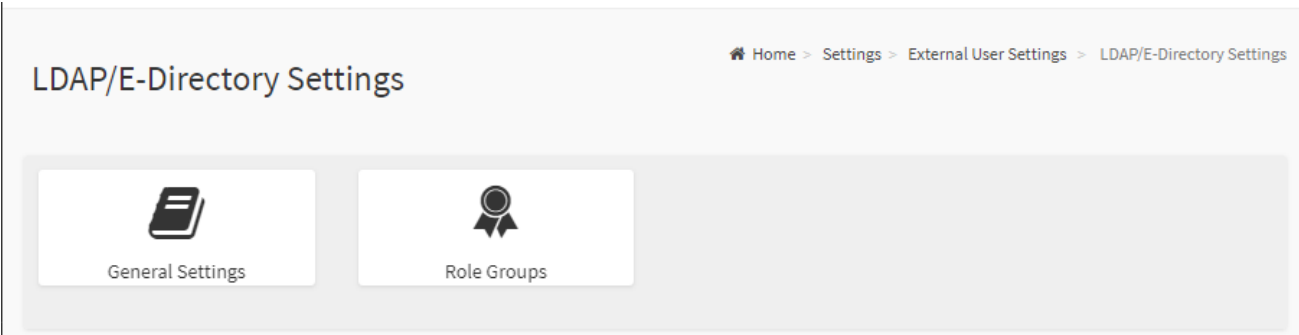 Home > Settings > External User Settings > LDAP/E-Directory Settings
LDAP/E-Directory Settings
General Settings
Role Groups